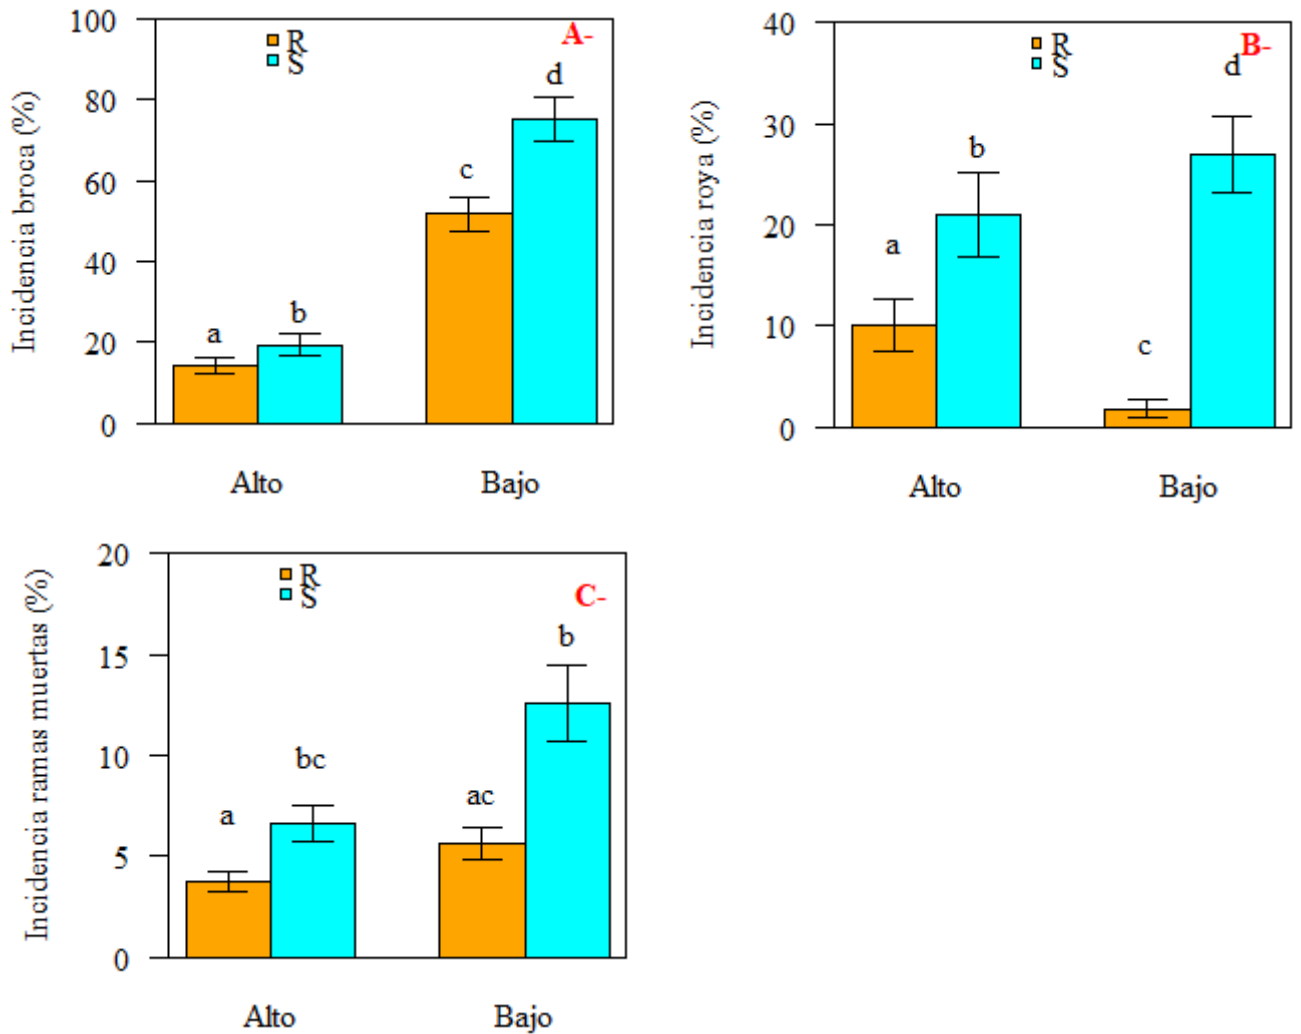 Incidencia broca (%)
100
80
60
40
20
0
R
S
A-
a
b
c
d
Alto
Bajo
Incidencia roya (%)
40
30
20
10
0
R
S
B-
a
b
c
d
Alto
Bajo
Incidencia ramas muertas (%)
20
15
10
5
0
R
S
C-
a
bc
ac
b
Alto
Bajo